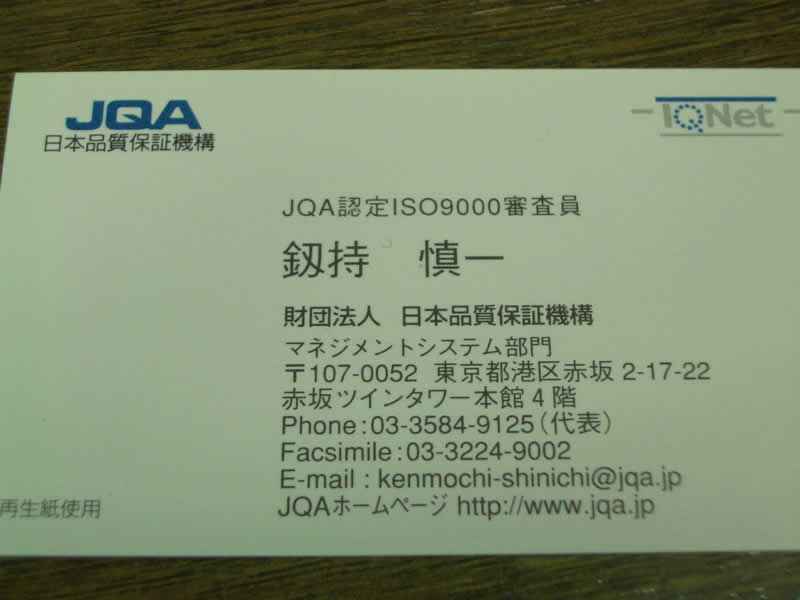 JQA
日本品質保証機構
IQNet
JQA認定ISO9000審査員
釼持 慎一
財団法人 日本品質保証機構
マネジメントシステム部門
〒107-0052 東京都港区赤坂 2-17-22
赤坂ツインタワー本館4階
Phone:03-3584-9125(代表)
Facsimile:03-3224-9002
E-mail : kenmochi-shinichi@jqa.jp
JQAホームページ http://www.jqa.jp
再生紙使用